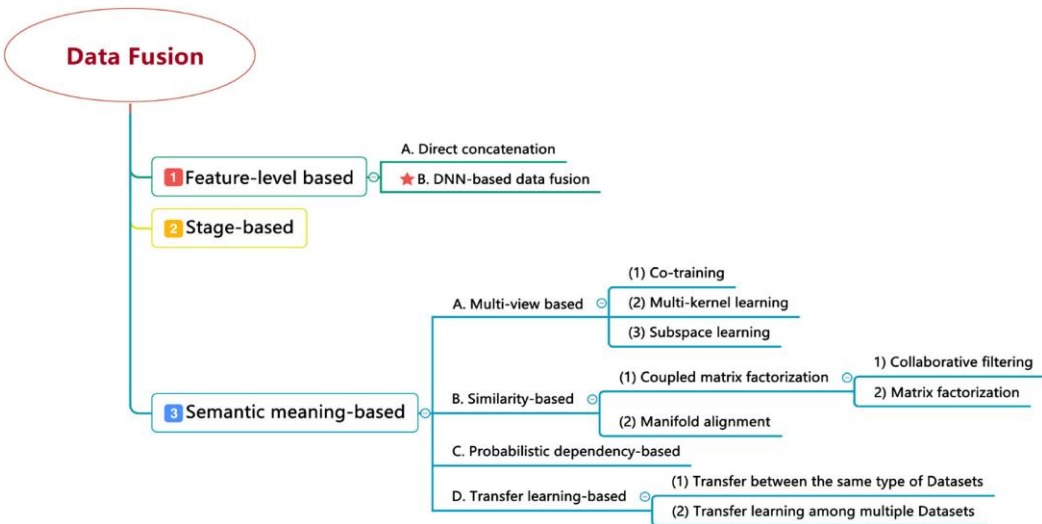 Data Fusion
1 Feature-level based
A. Direct concatenation
B. DNN-based data fusion
2 Stage-based
3 Semantic meaning-based
A. Multi-view based
(1) Co-training
(2) Multi-kernel learning
(3) Subspace learning
B. Similarity-based
(1) Coupled matrix factorization
1) Collaborative filtering
2) Matrix factorization
(2) Manifold alignment
C. Probabilistic dependency-based
D. Transfer learning-based
(1) Transfer between the same type of Datasets
(2) Transfer learning among multiple Datasets